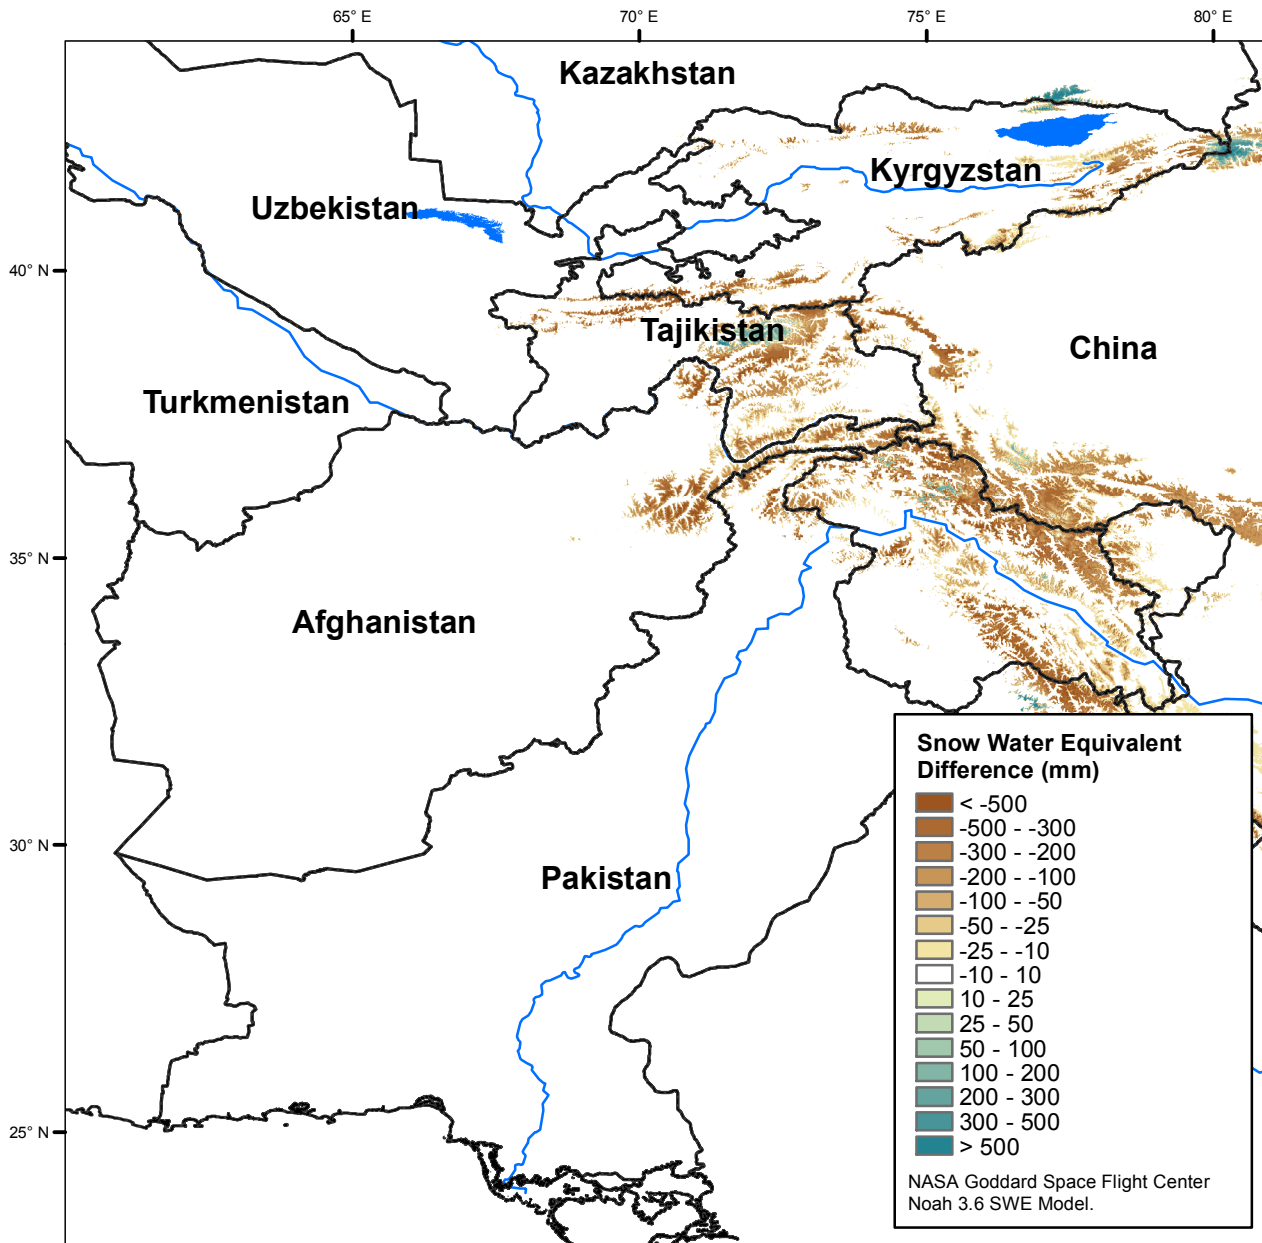 65° E
70° E
75° E
80° E
Kazakhstan
Kyrgyzstan
Uzbekistan
40° N
Tajikistan
China
Turkmenistan
35° N
Afghanistan
30° N
Pakistan
25° N
Snow Water Equivalent
Difference (mm)
< -500
-500 - -300
-300 - -200
-200 - -100
-100 - -50
-50 - -25
-25 - -10
-10 - 10
10 - 25
25 - 50
50 - 100
100 - 200
200 - 300
300 - 500
> 500
NASA Goddard Space Flight Center
Noah 3.6 SWE Model.